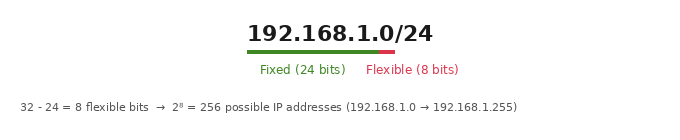 192.168.1.0/24
Fixed (24 bits) Flexible (8 bits)
32 - 24 = 8 flexible bits → 2⁸ = 256 possible IP addresses (192.168.1.0 → 192.168.1.255)